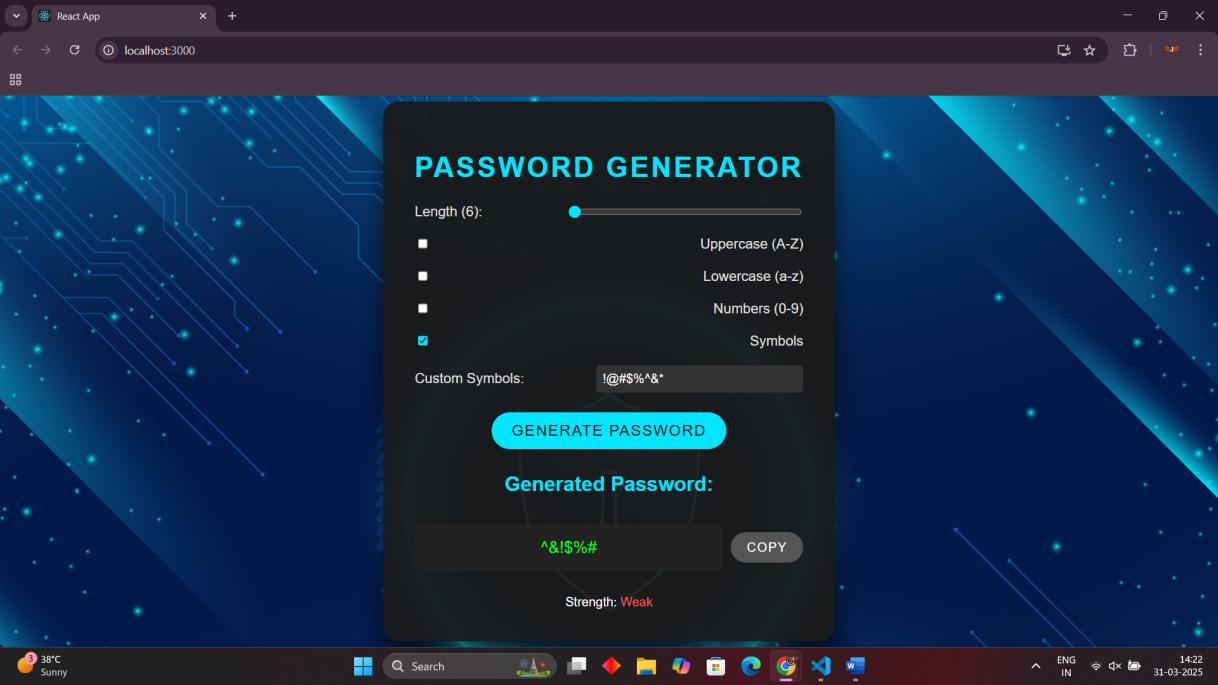 React App
localhost:3000
PASSWORD GENERATOR
Length (6):
Uppercase (A-Z)
Lowercase (a-z)
Numbers (0-9)
Symbols
Custom Symbols: !@#$%^&*
GENERATE PASSWORD
Generated Password:
^&!$%# COPY
Strength: Weak
3 38°C
Sunny
Search
ENG
IN
14:22
31-03-2025